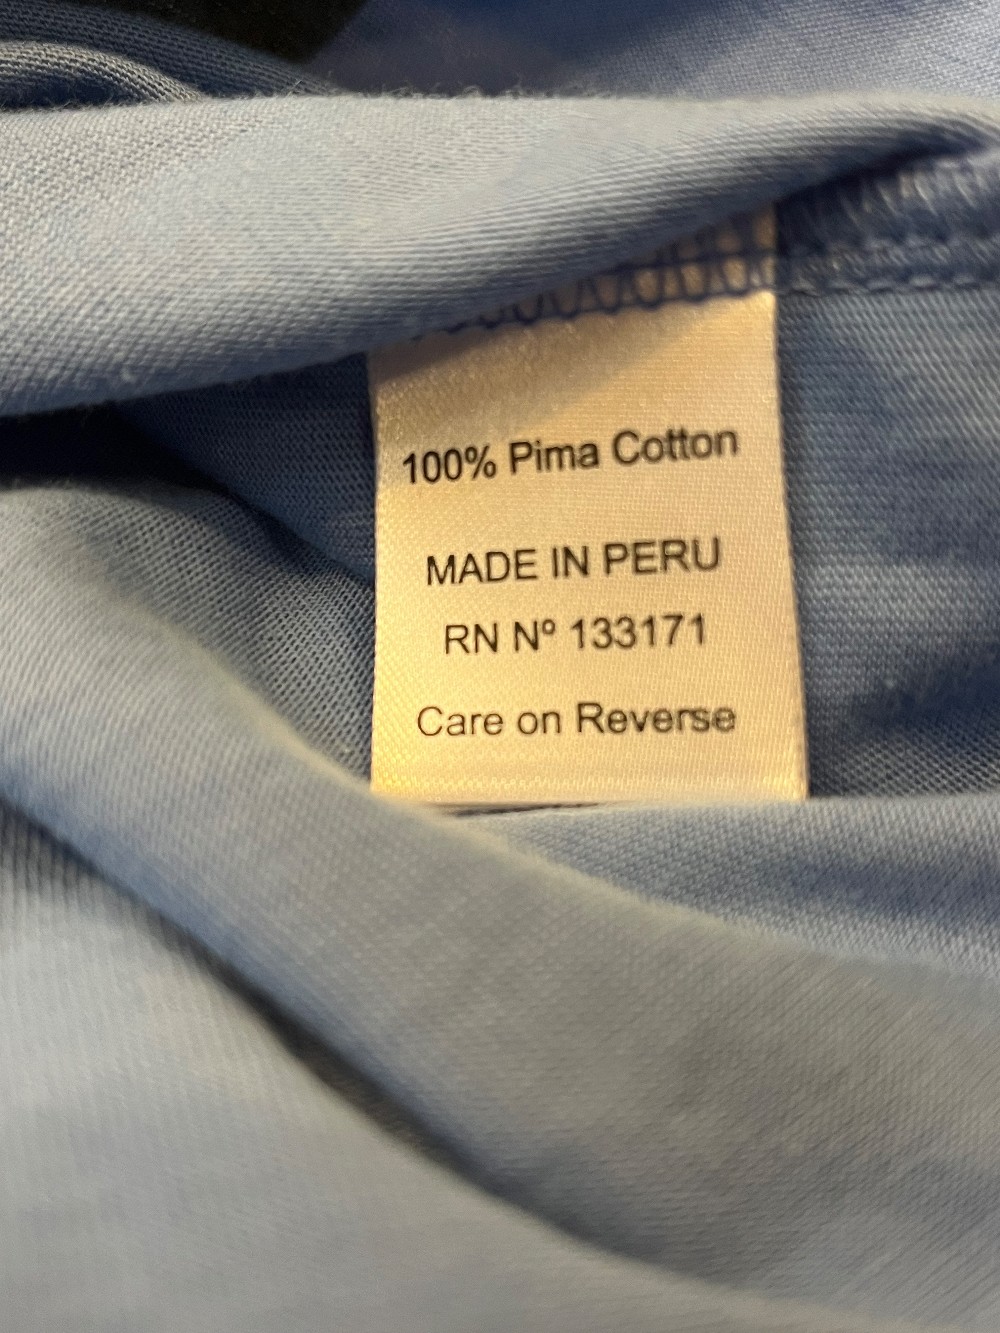 100% Pima Cotton
MADE IN PERU
RN Nº 133171
Care on Reverse